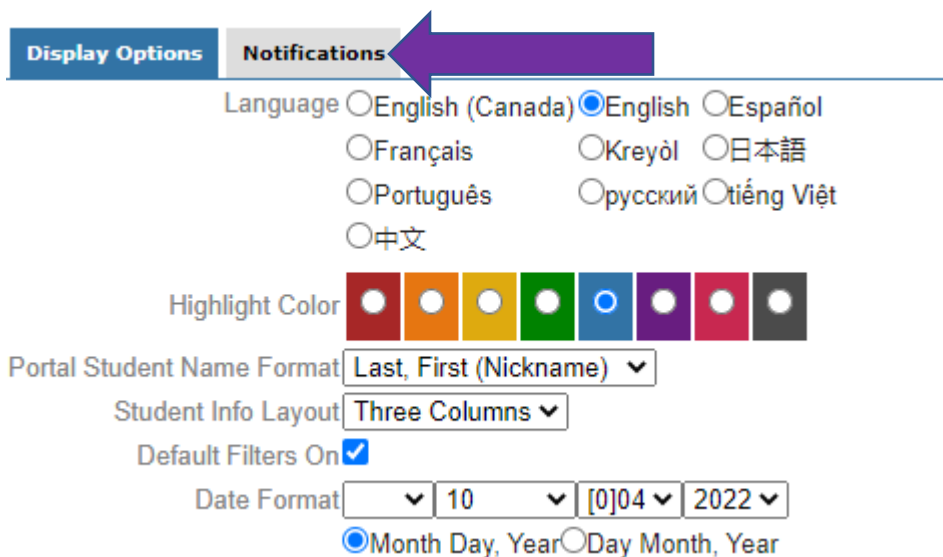 Display Options Notifications
Language English (Canada) English Español
Français Kreyòl 日本語
Português русский tiếng Việt
中文
Highlight Color
Portal Student Name Format Last, First (Nickname)
Student Info Layout Three Columns
Default Filters On
Date Format 10 [0]04 2022
Month Day, Year Day Month, Year